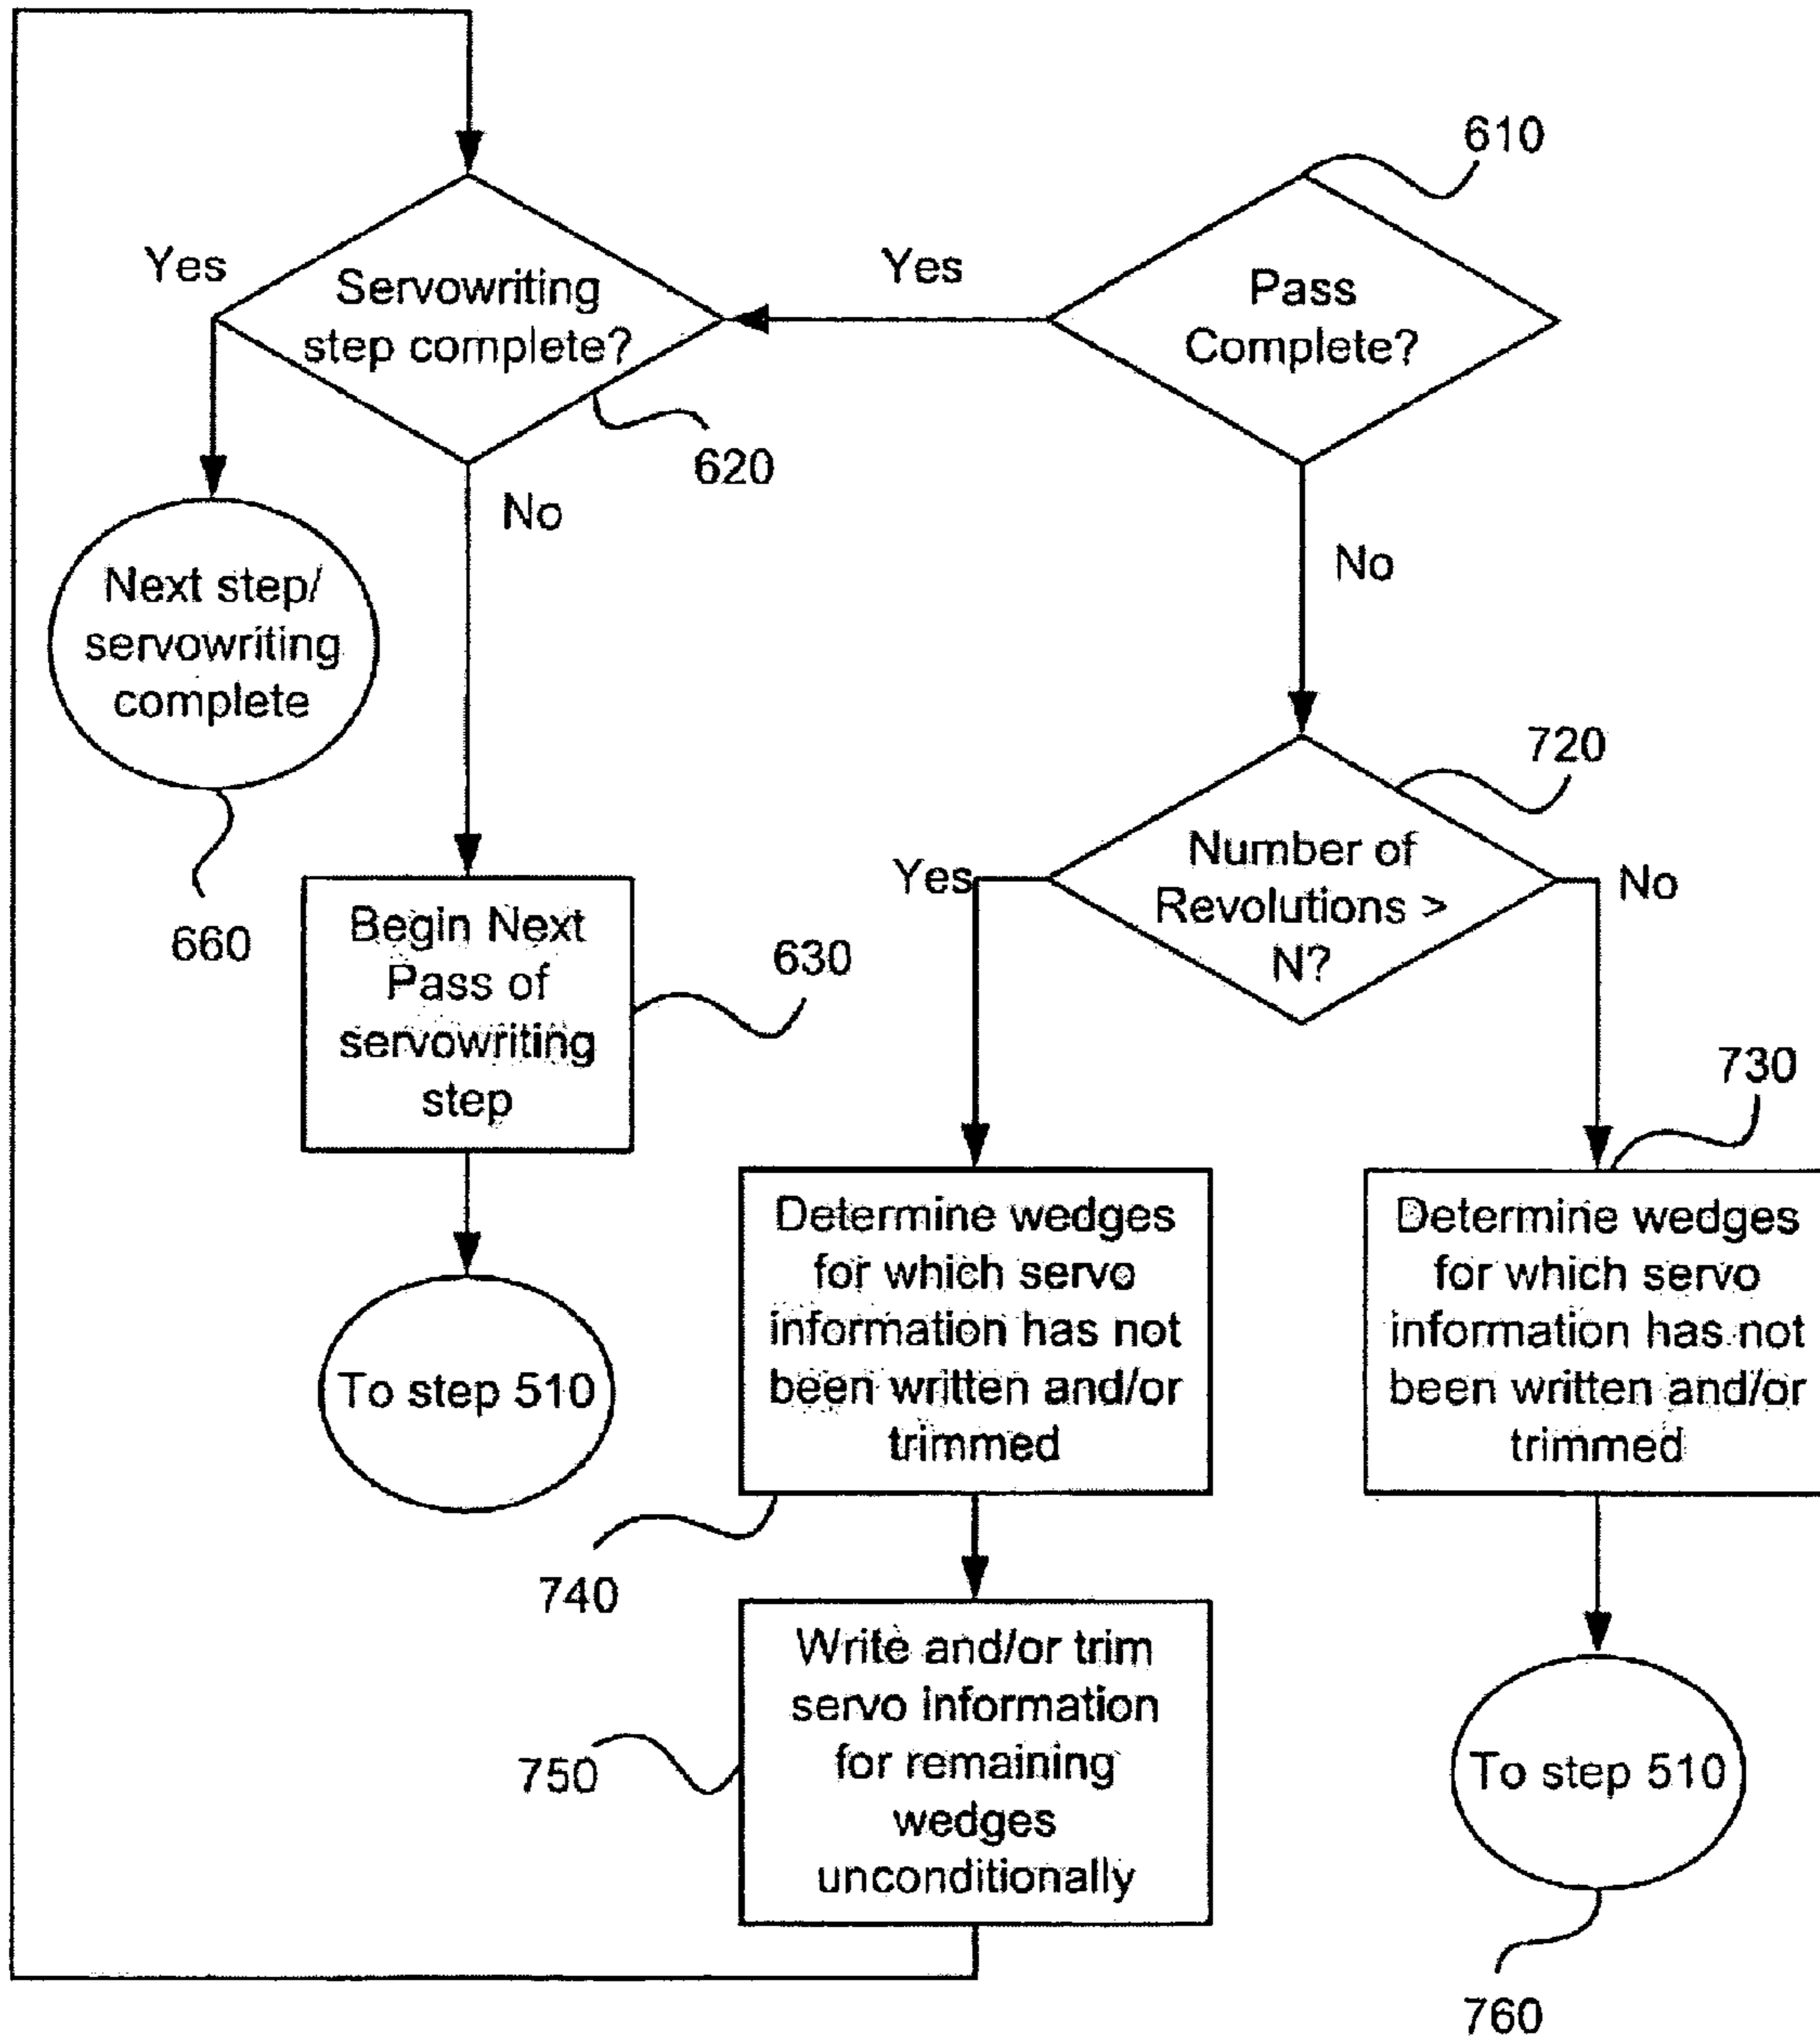 610
Yes
Servowriting
step complete?
Yes
Pass
Complete?
620
No
No
Next step/
servowriting
complete
660
720
Number of
Revolutions >
N?
Yes
No
Begin Next
Pass of
servowriting
step
630
730
Determine wedges
for which servo
information has not
been written and/or
trimmed
Determine wedges
for which servo
information has not
been written and/or
trimmed
To step 510
740
Write and/or trim
servo information
for remaining
wedges
unconditionally
750
To step 510
760